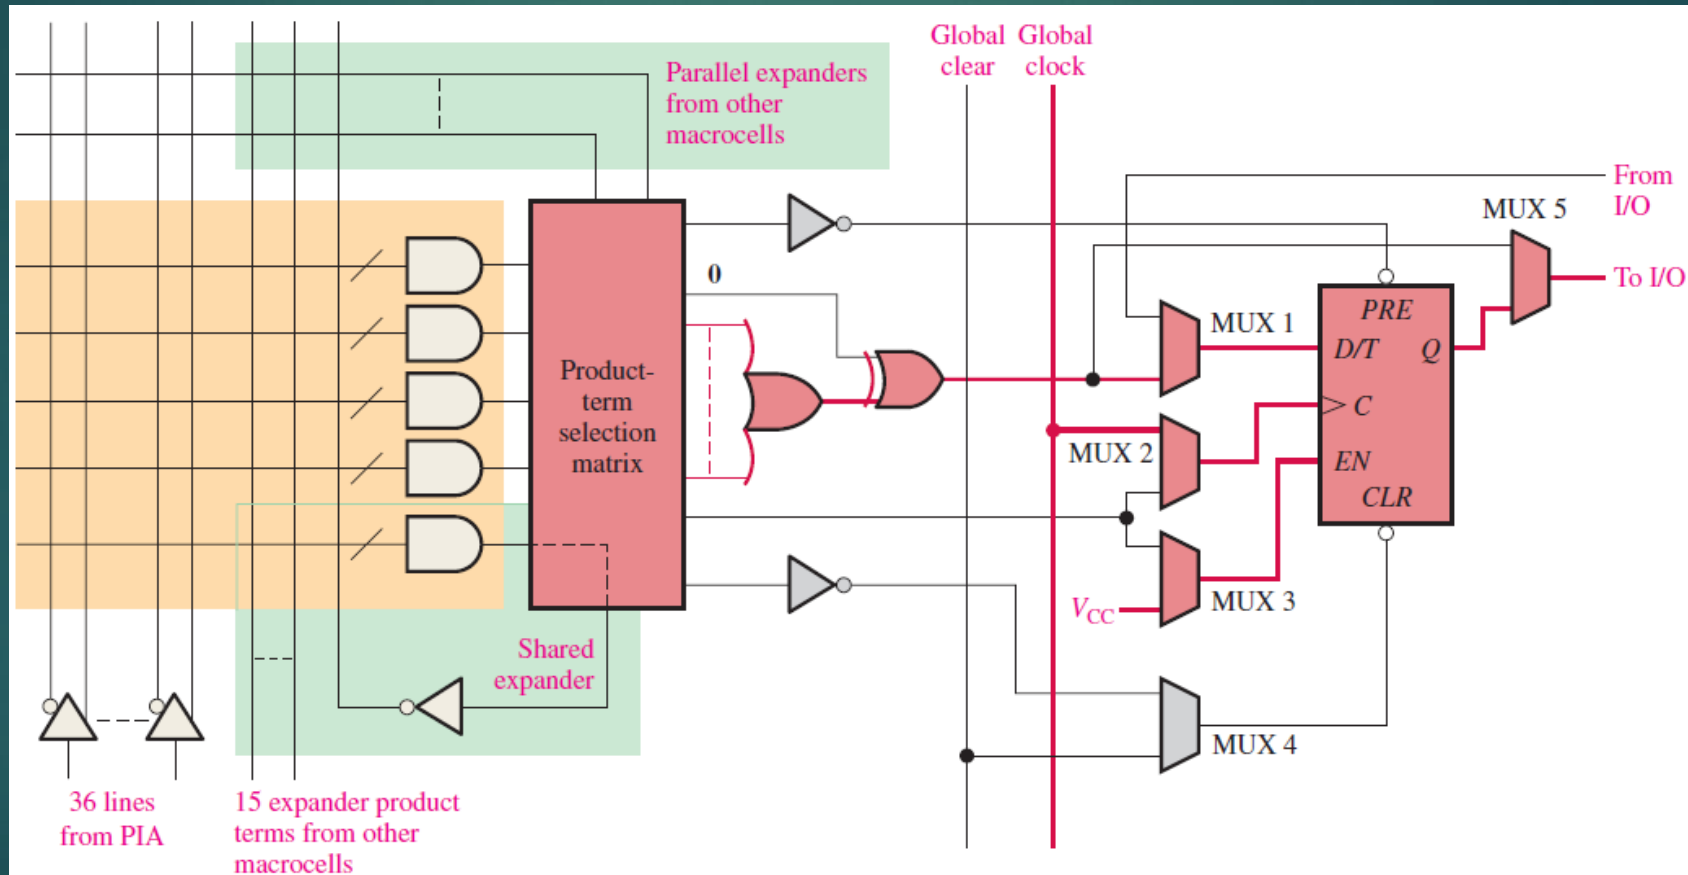 Global Global
clear clock
Parallel expanders
from other
macrocells
From
I/O
MUX 5
To I/O
0
PRE
MUX 1
D/T Q
Product-
term
selection
matrix
C
MUX 2
EN
CLR
MUX 3
VCC
Shared
expander
MUX 4
36 lines
from PIA
15 expander product
terms from other
macrocells